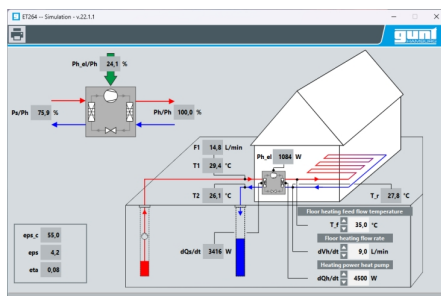 ET264 -- Simulation - v.22.1.1
gunt
Ph_el/Ph 24,1 %
Ps/Ph 75,9 %
Ph/Ph 100,0 %
F1 14,8 L/min
T1 29,4 °C
Ph_el 1084 W
T2 26,1 °C
T_r 27,8 °C
Floor heating feed flow temperature
T_f 35,0 °C
Floor heating flow rate
dVh/dt 9,0 L/min
Heating power heat pump
dQh/dt 4500 W
dQs/dt 3416 W
eps_c 55,0
eps 4,2
eta 0,08